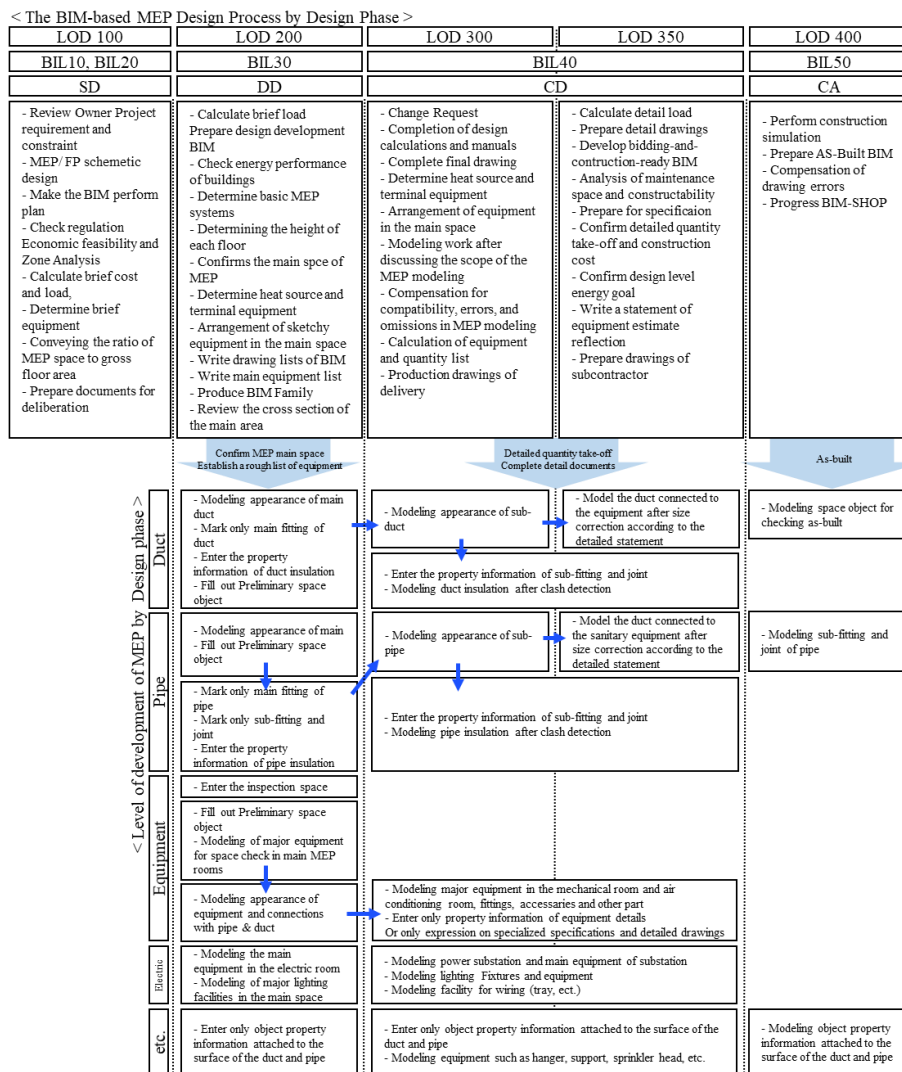 < The BIM-based MEP Design Process by Design Phase >
LOD 100
LOD 200
LOD 300
LOD 350
LOD 400
BIL10, BIL20
BIL30
BIL40
BIL50
SD
DD
CD
CA
- Review Owner Project
requirement and
constraint
- MEP/ FP schemetic
design
- Make the BIM perform
plan
- Check regulation
Economic feasibility and
Zone Analysis
- Calculate brief cost
and load,
- Determine brief
equipment
- Conveying the ratio of
MEP space to gross
floor area
- Prepare documents for
deliberation
- Calculate brief load
Prepare design development
BIM
- Check energy performance
of buildings
- Determine basic MEP
systems
- Determining the height of
each floor
- Confirms the main spce of
MEP
- Determine heat source and
terminal equipment
- Arrangement of sketchy
equipment in the main space
- Write drawing lists of BIM
- Write main equipment list
- Produce BIM Family
- Review the cross section of
the main area
- Change Request
- Completion of design
calculations and manuals
- Complete final drawing
- Determine heat source and
terminal equipment
- Arrangement of equipment
in the main space
- Modeling work after
discussing the scope of the
MEP modeling
- Compensation for
compatibility, errors, and
omissions in MEP modeling
- Calculation of equipment
and quantity list
- Production drawings of
delivery
- Calculate detail load
- Prepare detail drawings
- Develop bidding-and-
contruction-ready BIM
- Analysis of maintenance
space and constructability
- Prepare for specificaion
- Confirm detailed quantity
take-off and construction
cost
- Confirm design level
energy goal
- Write a statement of
equipment estimate
reflection
- Prepare drawings of
subcontractor
- Perform construction
simulation
- Prepare AS-Built BIM
- Compensation of
drawing errors
- Progress BIM-SHOP
Confirm MEP main space
Establish a rough list of equipment
Detailed quantity take-off
Complete detail documents
As-built
< Level of development of MEP by Design phase >
Duct
- Modeling appearance of main
duct
- Mark only main fitting of
duct
- Enter the property
information of duct insulation
- Fill out Preliminary space
object
- Modeling appearance of sub-
duct
- Model the duct connected to
the equipment after size
correction according to the
detailed statement
- Enter the property information of sub-fitting and joint
- Modeling duct insulation after clash detection
- Modeling space object for
checking as-built
Pipe
- Modeling appearance of main
- Fill out Preliminary space
object
- Mark only main fitting of
pipe
- Mark only sub-fitting and
joint
- Enter the property
information of pipe insulation
- Modeling appearance of sub-
pipe
- Model the duct connected to
the sanitary equipment after
size correction according to the
detailed statement
- Enter the property information of sub-fitting and joint
- Modeling pipe insulation after clash detection
- Modeling sub-fitting and
joint of pipe
Equipment
- Enter the inspection space
- Fill out Preliminary space
object
- Modeling of major equipment
for space check in main MEP
rooms
- Modeling appearance of
equipment and connections
with pipe & duct
- Modeling major equipment in the mechanical room and air
conditioning room, fittings, accessaries and other part
- Enter only property information of equipment details
Or only expression on specialized specifications and detailed drawings
Electric
- Modeling the main
equipment in the electric room
- Modeling of major lighting
facilities in the main space
- Modeling power substation and main equipment of substation
- Modeling lighting Fixtures and equipment
- Modeling facility for wiring (tray, ect.)
etc.
- Enter only object property
information attached to the
surface of the duct and pipe
- Enter only object property information attached to the surface of the
duct and pipe
- Modeling equipment such as hanger, support, sprinkler head, etc.
- Modeling object property
information attached to the
surface of the duct and pipe